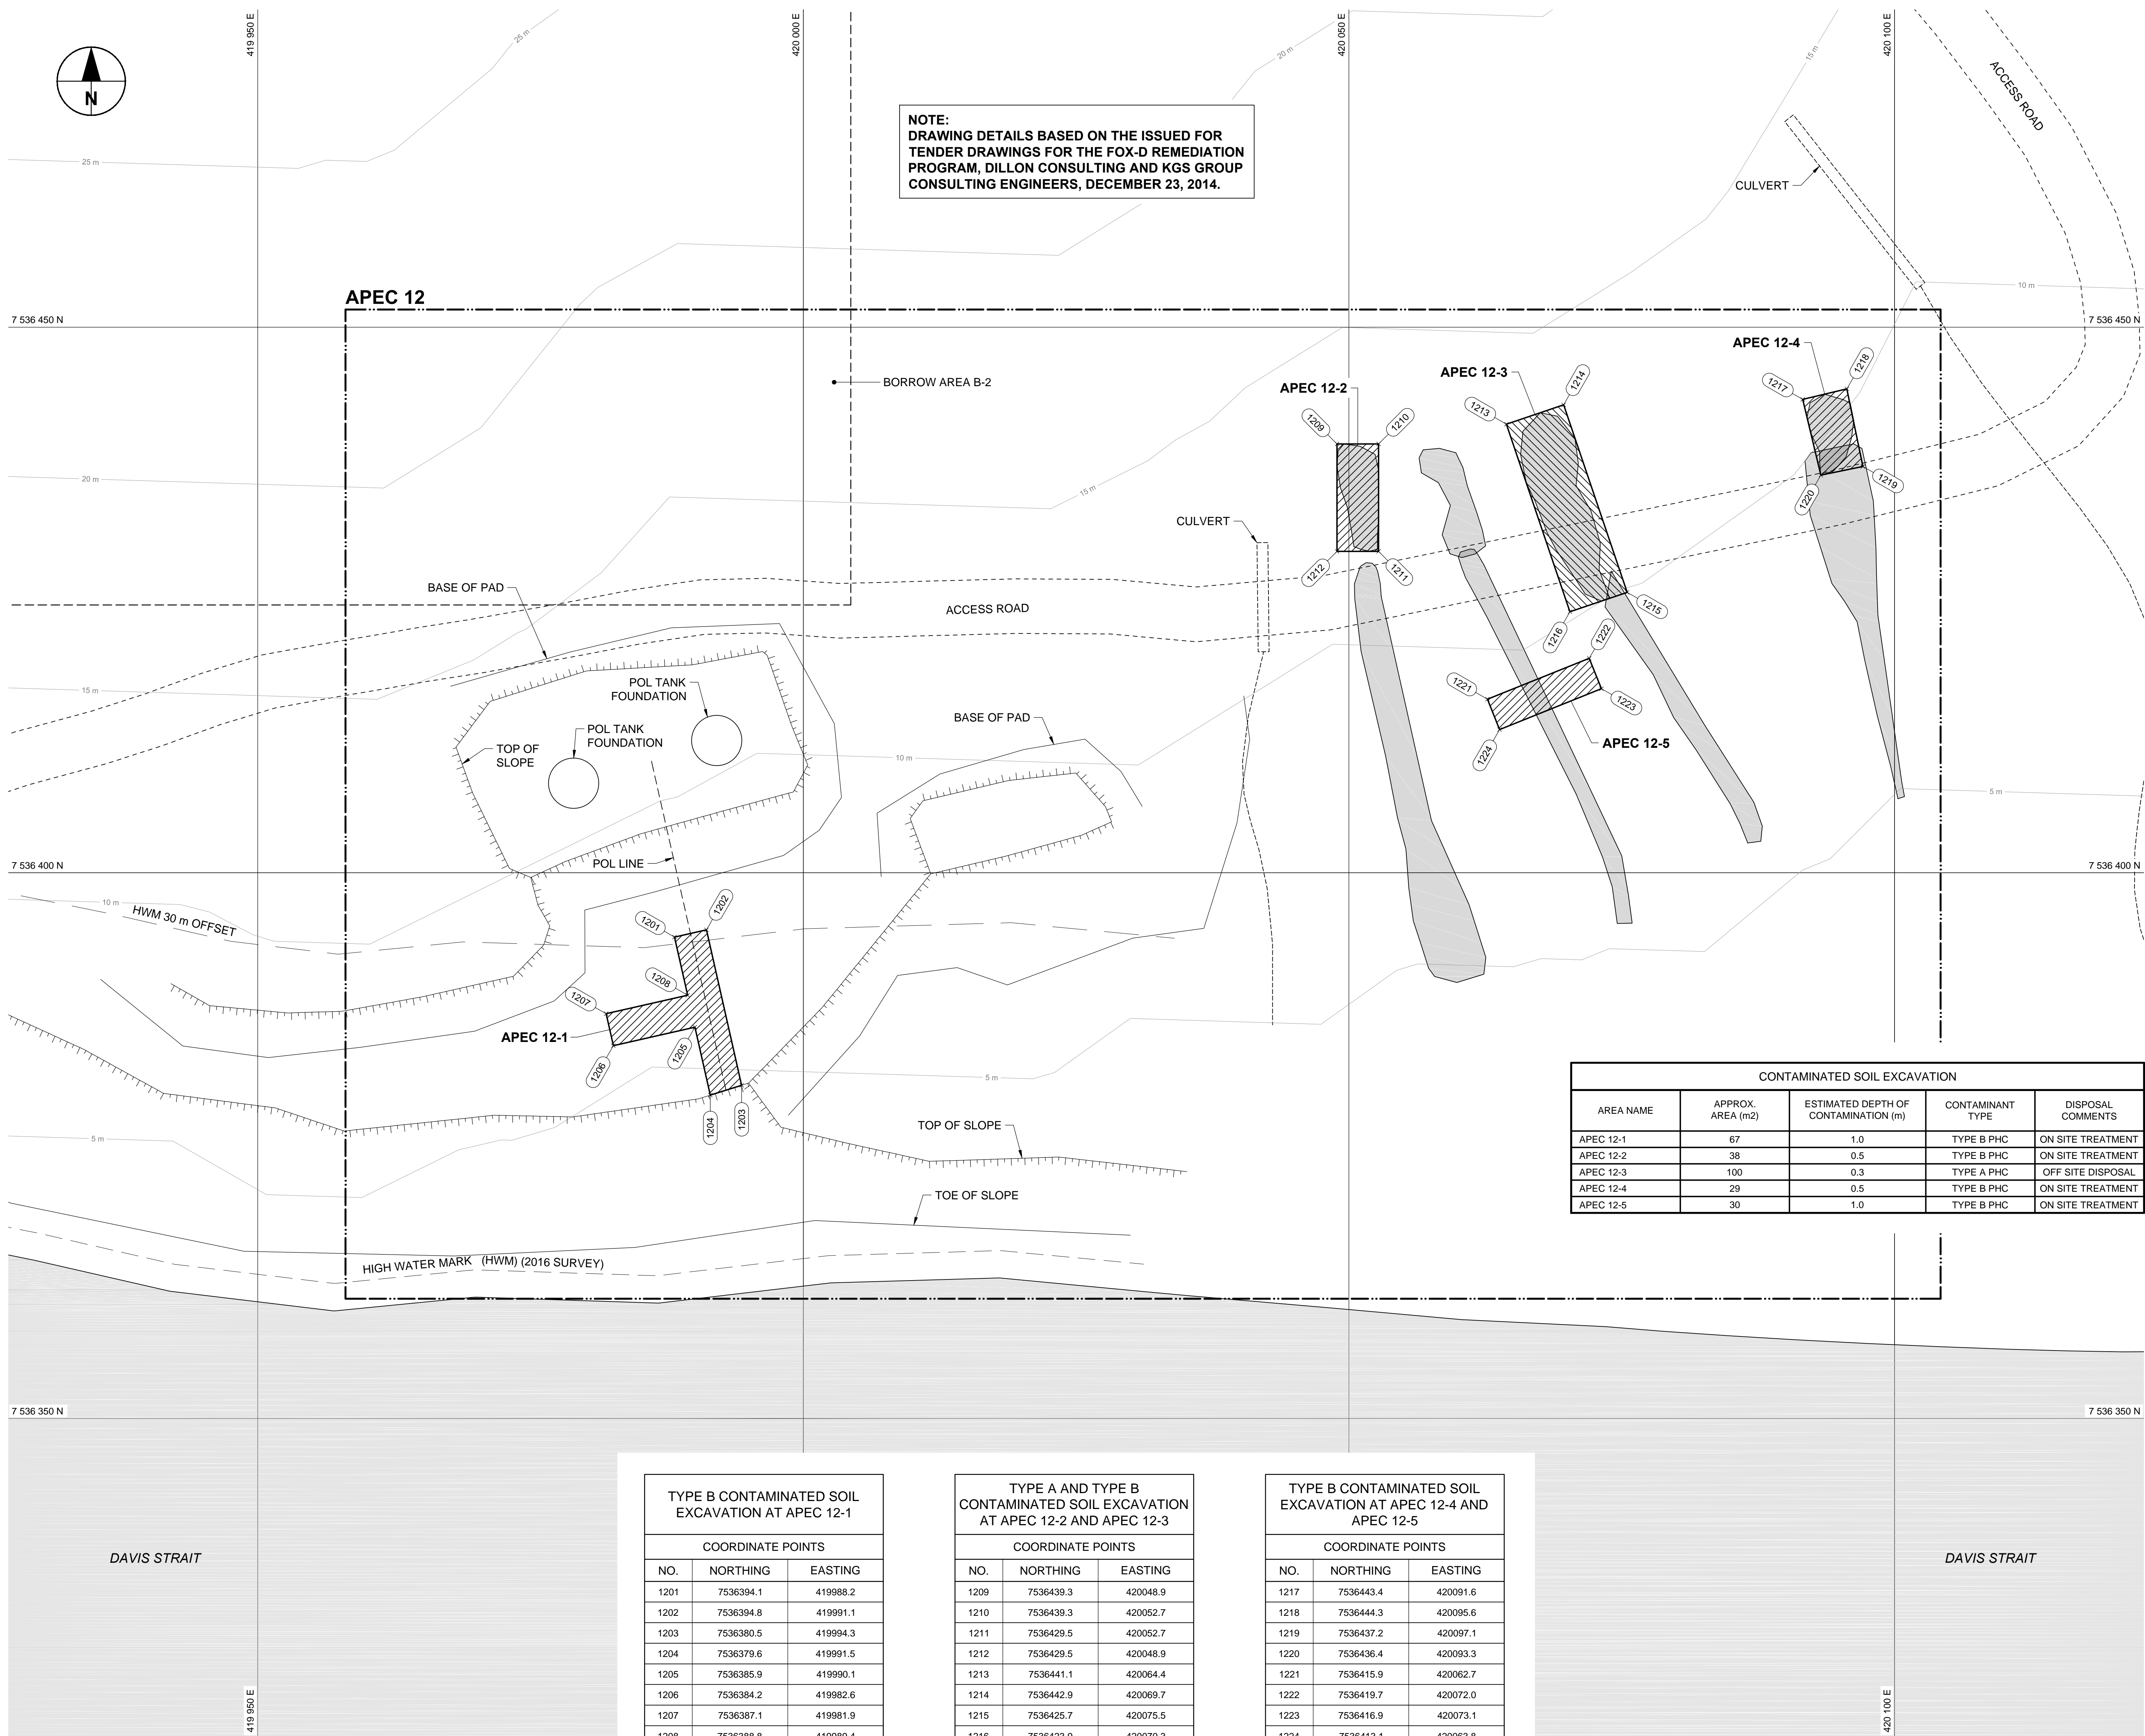 419 950 E
420 000 E
420 050 E
420 100 E
25 m
20 m
15 m
ACCESS ROAD
N
NOTE:
DRAWING DETAILS BASED ON THE ISSUED FOR
TENDER DRAWINGS FOR THE FOX-D REMEDIATION
PROGRAM, DILLON CONSULTING AND KGS GROUP
CONSULTING ENGINEERS, DECEMBER 23, 2014.
25 m
CULVERT
10 m
APEC 12
7 536 450 N
7 536 450 N
APEC 12-4
1218
1217
APEC 12-3
1214
1213
BORROW AREA B-2
APEC 12-2
1209
1210
20 m
15 m
1219
1220
CULVERT
1212
1211
BASE OF PAD
ACCESS ROAD
1215
1216
1222
15 m
POL TANK
FOUNDATION
1221
1223
POL TANK
FOUNDATION
BASE OF PAD
TOP OF
SLOPE
APEC 12-5
1224
10 m
5 m
POL LINE
7 536 400 N
7 536 400 N
10 m
HWM 30 m OFFSET
1201
1202
1208
1207
APEC 12-1
1205
1206
5 m
1204
1203
TOP OF SLOPE
5 m
TOE OF SLOPE
HIGH WATER MARK (HWM) (2016 SURVEY)
CONTAMINATED SOIL EXCAVATION
AREA NAME APPROX. AREA (m2) ESTIMATED DEPTH OF CONTAMINATION (m) CONTAMINANT TYPE DISPOSAL COMMENTS
APEC 12-1 67 1.0 TYPE B PHC ON SITE TREATMENT
APEC 12-2 38 0.5 TYPE B PHC ON SITE TREATMENT
APEC 12-3 100 0.3 TYPE A PHC OFF SITE DISPOSAL
APEC 12-4 29 0.5 TYPE B PHC ON SITE TREATMENT
APEC 12-5 30 1.0 TYPE B PHC ON SITE TREATMENT
7 536 350 N
7 536 350 N
DAVIS STRAIT
DAVIS STRAIT
TYPE B CONTAMINATED SOIL
EXCAVATION AT APEC 12-1
COORDINATE POINTS
NO. NORTHING EASTING
1201 7536394.1 419988.2
1202 7536394.8 419991.1
1203 7536380.5 419994.3
1204 7536379.6 419991.5
1205 7536385.9 419990.1
1206 7536384.2 419982.6
1207 7536387.1 419981.9
1208 7536388.8 419989.4
TYPE A AND TYPE B
CONTAMINATED SOIL EXCAVATION
AT APEC 12-2 AND APEC 12-3
COORDINATE POINTS
NO. NORTHING EASTING
1209 7536439.3 420048.9
1210 7536439.3 420052.7
1211 7536429.5 420052.7
1212 7536429.5 420048.9
1213 7536441.1 420064.4
1214 7536442.9 420069.7
1215 7536425.7 420075.5
1216 7536423.9 420070.3
TYPE B CONTAMINATED SOIL
EXCAVATION AT APEC 12-4 AND
APEC 12-5
COORDINATE POINTS
NO. NORTHING EASTING
1217 7536443.4 420091.6
1218 7536444.3 420095.6
1219 7536437.2 420097.1
1220 7536436.4 420093.3
1221 7536415.9 420062.7
1222 7536419.7 420072.0
1223 7536416.9 420073.1
1224 7536413.1 420063.8
419 950 E
420 100 E